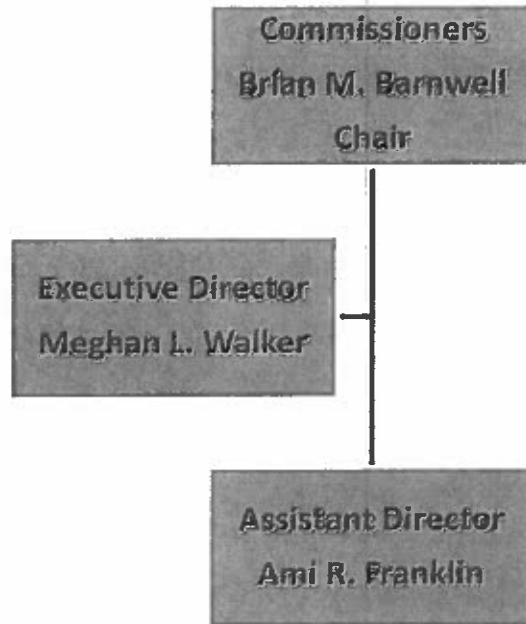 Commissioners
Brian M. Barnwell
Chair
Executive Director
Meghan L. Walker
Assistant Director
Ami R. Franklin